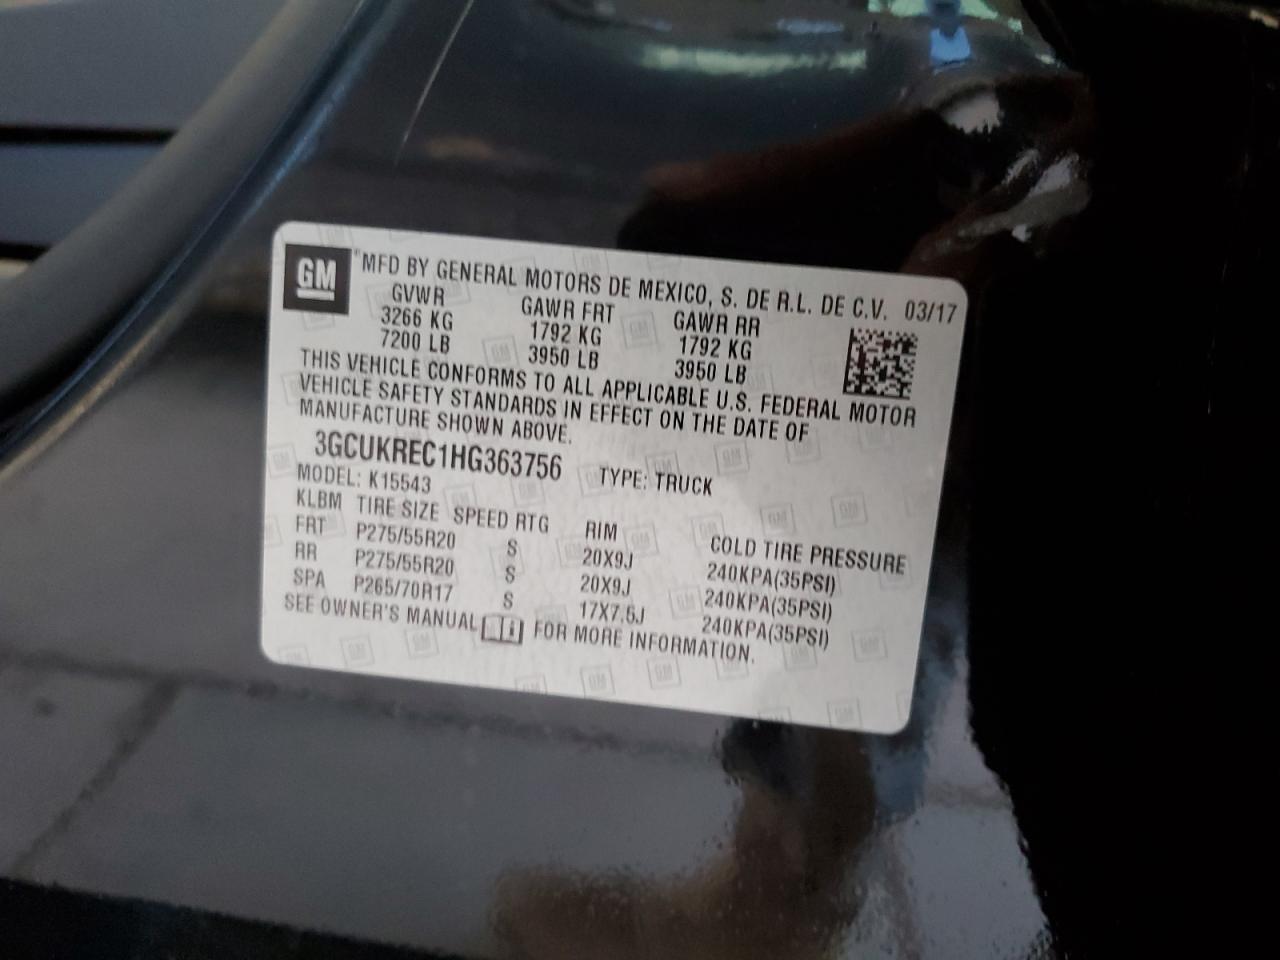 GM MFD BY GENERAL MOTORS DE MEXICO, S. DE R.L. DE C.V. 03/17
GVWR GAWR FRT GAWR RR
3266 KG 1792 KG 1792 KG
7200 LB 3950 LB 3950 LB
THIS VEHICLE CONFORMS TO ALL APPLICABLE U.S. FEDERAL MOTOR
VEHICLE SAFETY STANDARDS IN EFFECT ON THE DATE OF
MANUFACTURE SHOWN ABOVE.
3GCUKREC1HG363756 TYPE: TRUCK
MODEL: K15543
KLBM TIRE SIZE SPEED RTG RIM COLD TIRE PRESSURE
FRT P275/55R20 S 20X9J 240KPA(35PSI)
RR P275/55R20 S 20X9J 240KPA(35PSI)
SPA P265/70R17 S 17X7.5J 240KPA(35PSI)
SEE OWNER'S MANUAL FOR MORE INFORMATION.